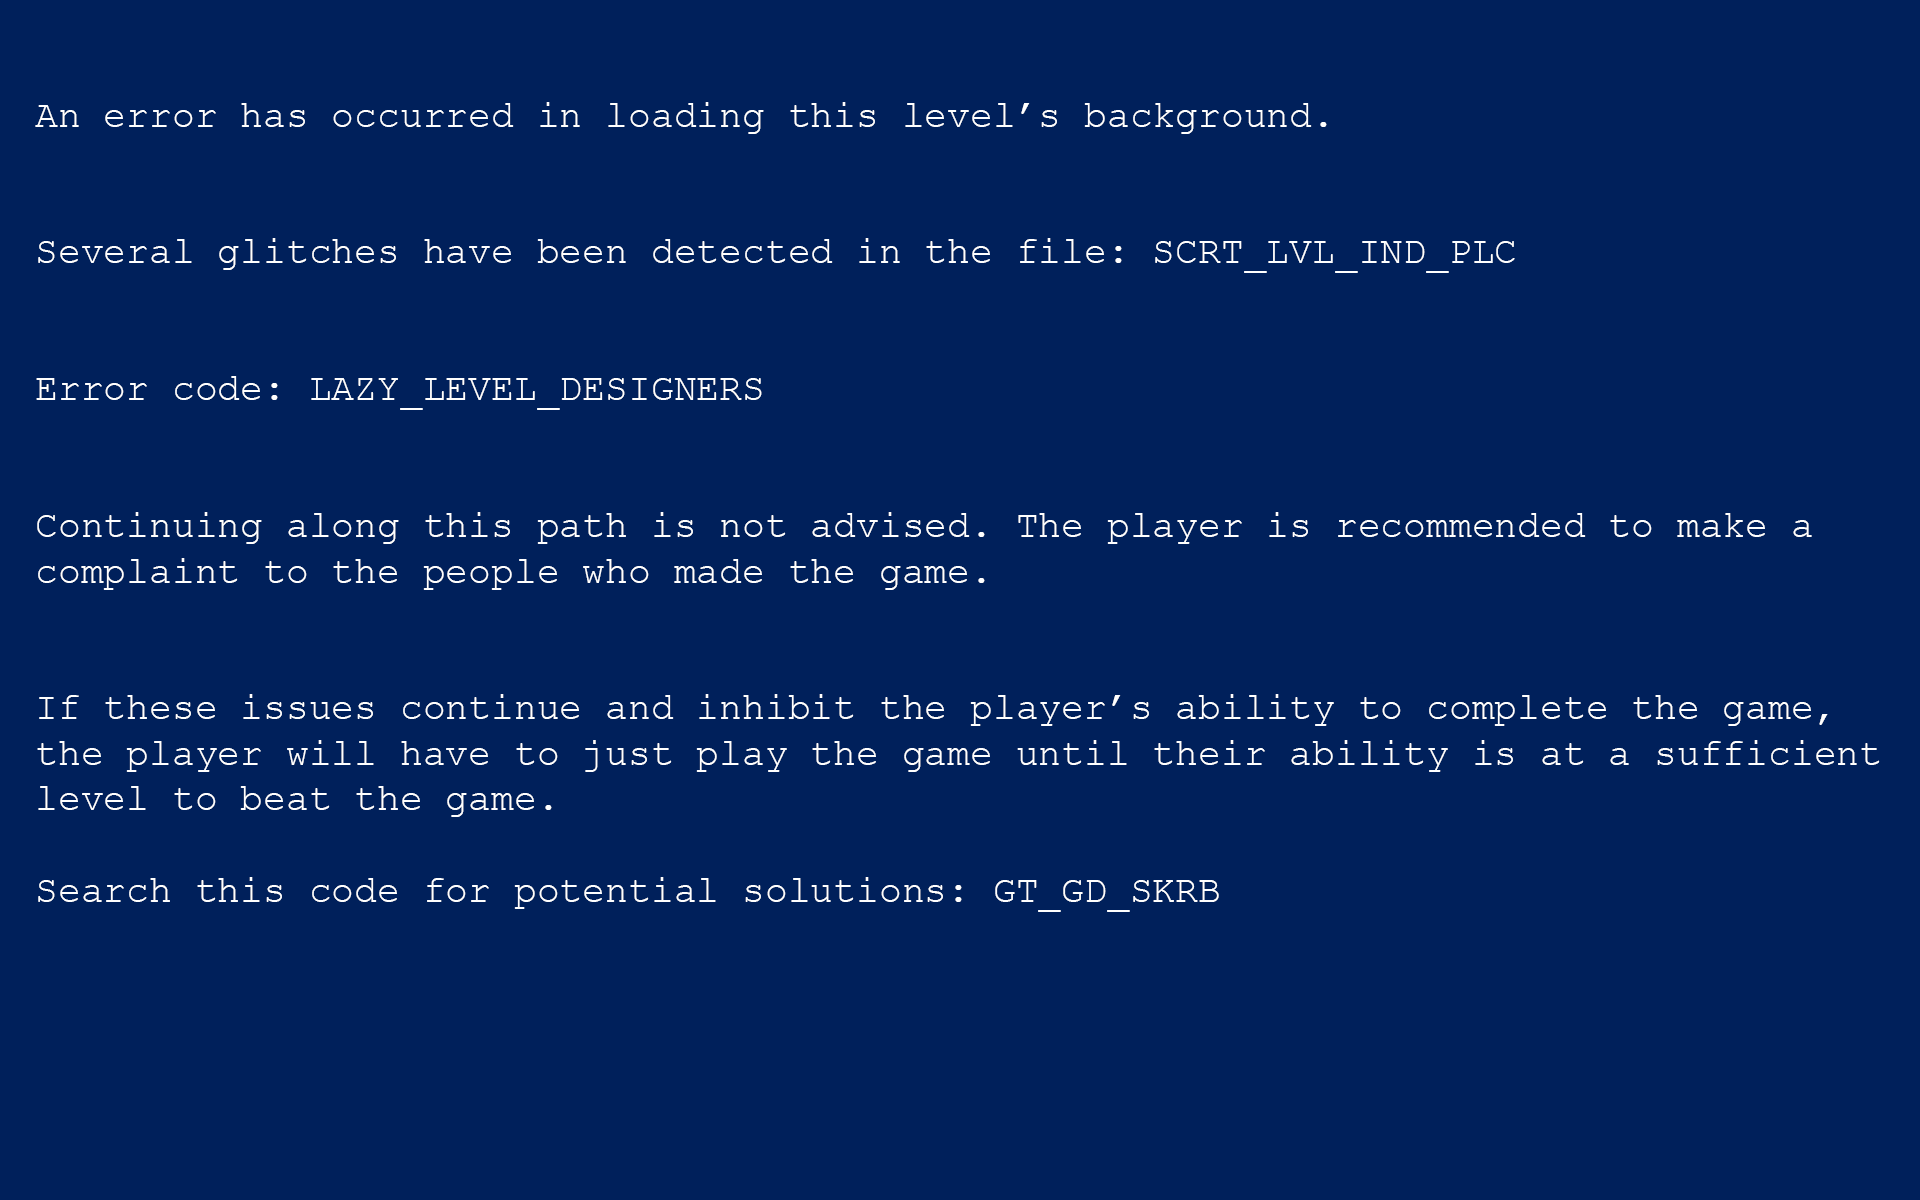 An error has occurred in loading this level’s background.
Several glitches have been detected in the file: SCRT_LVL_IND_PLC
Error code: LAZY_LEVEL_DESIGNERS
Continuing along this path is not advised. The player is recommended to make a
complaint to the people who made the game.
If these issues continue and inhibit the player’s ability to complete the game,
the player will have to just play the game until their ability is at a sufficient
level to beat the game.
Search this code for potential solutions: GT_GD_SKRB